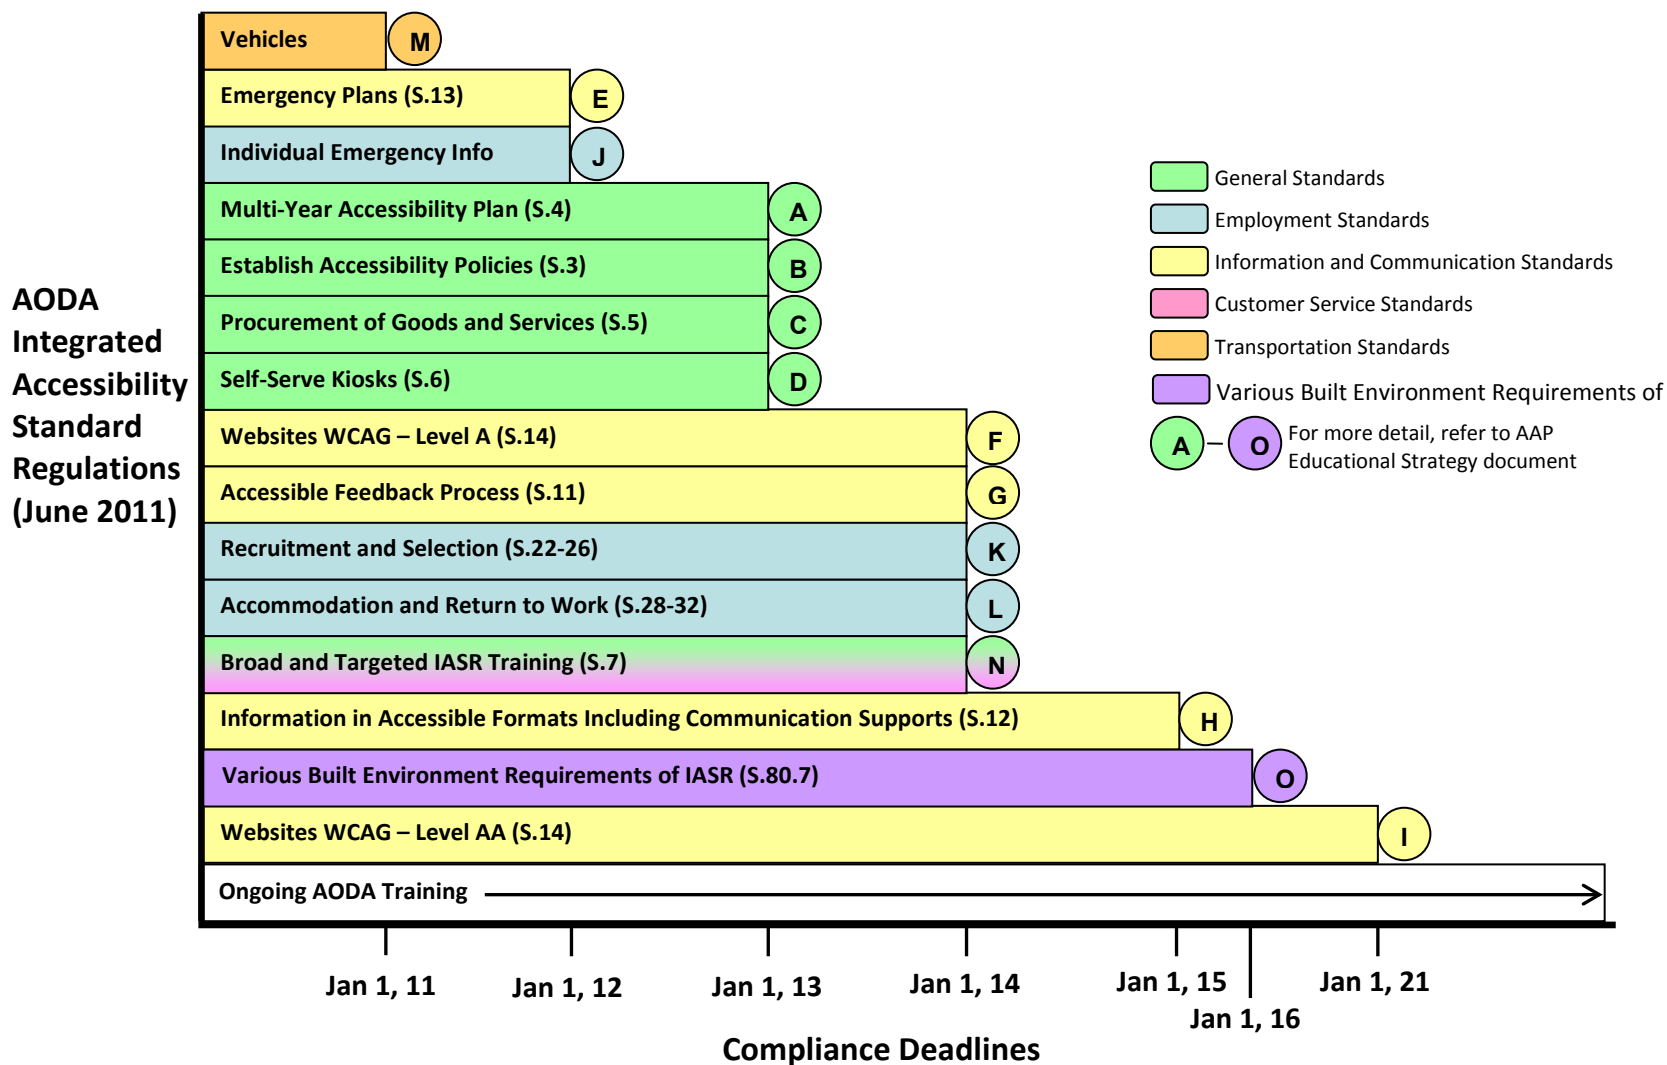 Vehicles
M
Emergency Plans (S.13)
E
Individual Emergency Info
J
Multi-Year Accessibility Plan (S.4)
A
Establish Accessibility Policies (S.3)
B
Procurement of Goods and Services (S.5)
C
Self-Serve Kiosks (S.6)
D
Websites WCAG – Level A (S.14)
F
Accessible Feedback Process (S.11)
G
Recruitment and Selection (S.22-26)
K
Accommodation and Return to Work (S.28-32)
L
Broad and Targeted IASR Training (S.7)
N
Information in Accessible Formats Including Communication Supports (S.12)
H
Various Built Environment Requirements of IASR (S.80.7)
O
Websites WCAG – Level AA (S.14)
I
Ongoing AODA Training
AODA
Integrated
Accessibility
Standard
Regulations
(June 2011)
General Standards
Employment Standards
Information and Communication Standards
Customer Service Standards
Transportation Standards
Various Built Environment Requirements of
A – O
For more detail, refer to AAP
Educational Strategy document
Jan 1, 11
Jan 1, 12
Jan 1, 13
Jan 1, 14
Jan 1, 15
Jan 1, 16
Jan 1, 21
Compliance Deadlines